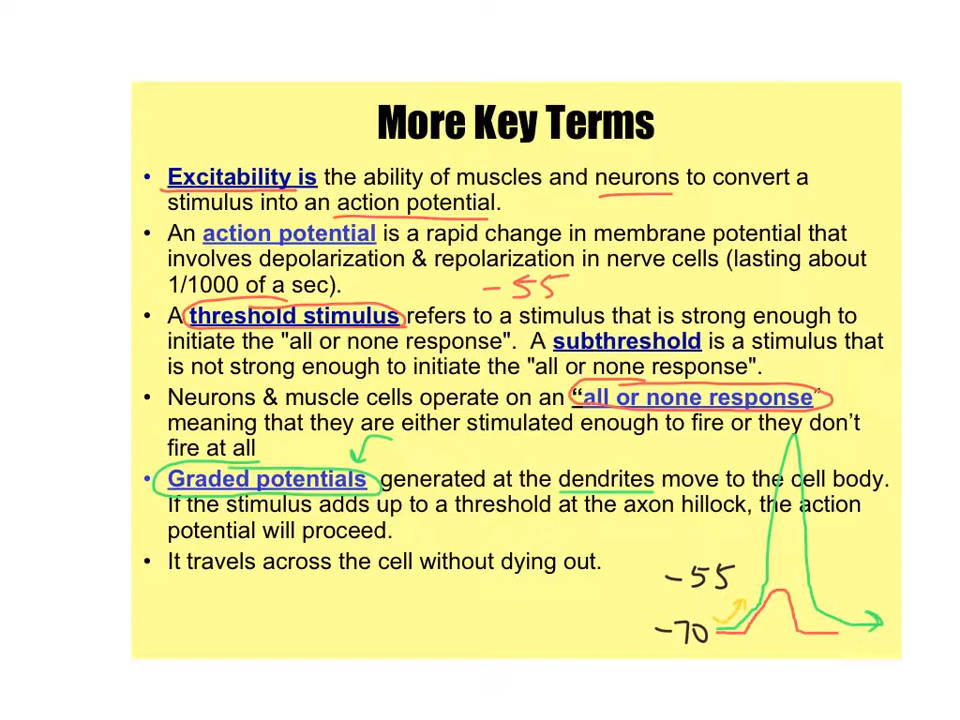 More Key Terms
• Excitability is the ability of muscles and neurons to convert a
stimulus into an action potential.
• An action potential is a rapid change in membrane potential that
involves depolarization & repolarization in nerve cells (lasting about
1/1000 of a sec).
-55
• A threshold stimulus refers to a stimulus that is strong enough to
initiate the "all or none response". A subthreshold is a stimulus that
is not strong enough to initiate the "all or none response".
Neurons & muscle cells operate on an “all or none response”
meaning that they are either stimulated enough to fire or they don’t
fire at all
• Graded potentials generated at the dendrites move to the cell body.
If the stimulus adds up to a threshold at the axon hillock, the action
potential will proceed.
• It travels across the cell without dying out.
-55
-70